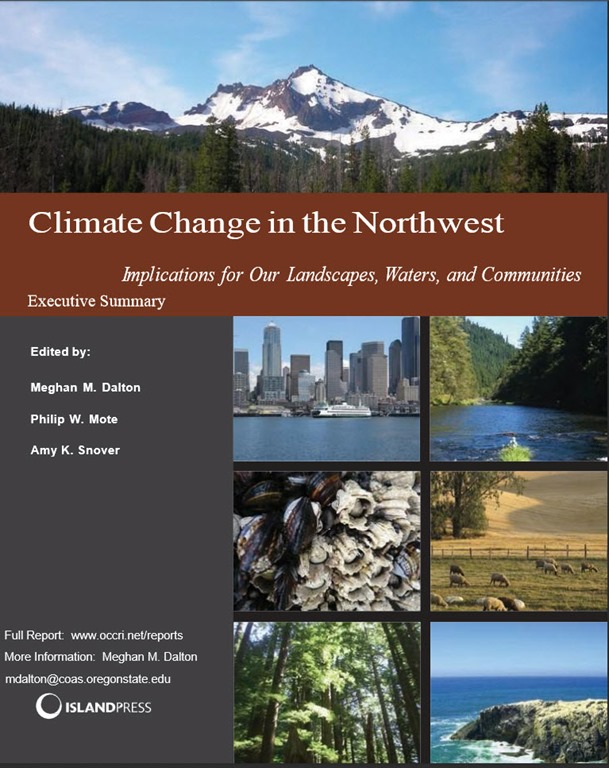 Climate Change in the Northwest
Implications for Our Landscapes, Waters, and Communities
Executive Summary
Edited by:
Meghan M. Dalton
Philip W. Mote
Amy K. Snover
Full Report: www.occri.net/reports
More Information: Meghan M. Dalton
mdalton@coas.oregonstate.edu
ISLANDPRESS